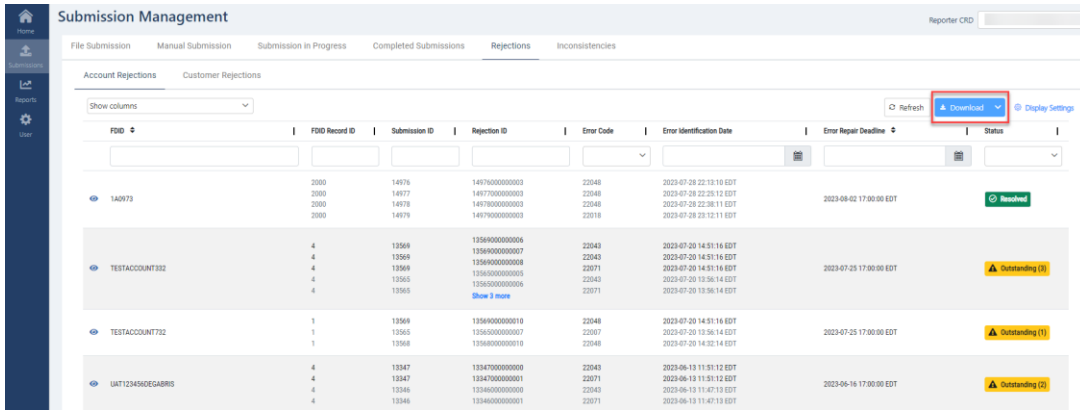 Submission Management
Reporter CRD
Home
Submissions
Reports
User
File Submission Manual Submission Submission in Progress Completed Submissions Rejections Inconsistencies
Account Rejections Customer Rejections
Show columns Refresh Download Display Settings
FDID FDID Record ID Submission ID Rejection ID Error Code Error Identification Date Error Repair Deadline Status
2000 14976 14976000000003 22048 2023-07-28 22:13:10 EDT
2000 14977 14977000000003 22048 2023-07-28 22:25:12 EDT
1A0973 2023-08-02 17:00:00 EDT Resolved
2000 14978 14978000000003 22048 2023-07-28 22:38:11 EDT
2000 14979 14979000000003 22018 2023-07-28 23:12:11 EDT
4 13569 13569000000006 22043 2023-07-20 14:51:16 EDT
4 13569 13569000000007 22043 2023-07-20 14:51:16 EDT
TESTACCOUNT332 4 13569 13569000000008 22071 2023-07-20 14:51:16 EDT 2023-07-25 17:00:00 EDT Outstanding (3)
4 13565 13565000000005 22043 2023-07-20 13:56:14 EDT
4 13565 13565000000006 22071 2023-07-20 13:56:14 EDT
Show 3 more
1 13569 13569000000010 22048 2023-07-20 14:51:16 EDT
TESTACCOUNT732 1 13565 13565000000007 22007 2023-07-20 13:56:14 EDT 2023-07-25 17:00:00 EDT Outstanding (1)
1 13568 13568000000010 22048 2023-07-20 14:32:14 EDT
4 13347 13347000000000 22043 2023-06-13 11:51:12 EDT
4 13347 13347000000001 22071 2023-06-13 11:51:12 EDT
UAT123456DEGABRIS 2023-06-16 17:00:00 EDT Outstanding (2)
4 13346 13346000000000 22043 2023-06-13 11:47:13 EDT
4 13346 13346000000001 22071 2023-06-13 11:47:13 EDT